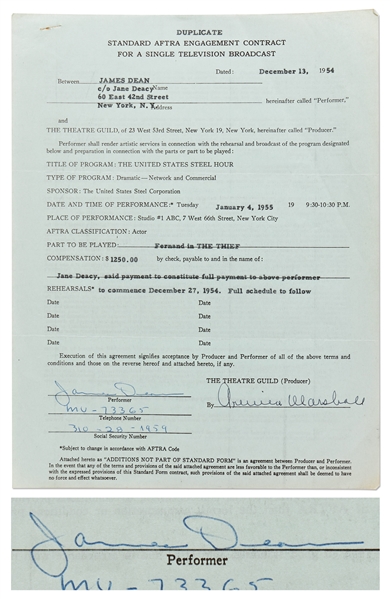 DUPLICATE
STANDARD AFTRA ENGAGEMENT CONTRACT
FOR A SINGLE TELEVISION BROADCAST
Dated: December 13, 1954
Between JAMES DEAN
c/o Jane Deacy Name
60 East 42nd Street hereinafter called "Performer,"
New York, N. Y. Address
and
THE THEATRE GUILD, of 23 West 53rd Street, New York 19, New York, hereinafter called "Producer."
Performer shall render artistic services in connection with the rehearsal and broadcast of the program designated
below and preparation in connection with the parts or part to be played:
TITLE OF PROGRAM: THE UNITED STATES STEEL HOUR
TYPE OF PROGRAM: Dramatic—Network and Commercial
SPONSOR: The United States Steel Corporation
DATE AND TIME OF PERFORMANCE:* Tuesday January 4, 1955 19 9:30-10:30 P.M.
PLACE OF PERFORMANCE: Studio #1 ABC, 7 West 66th Street, New York City
AFTRA CLASSIFICATION: Actor
PART TO BE PLAYED: Fernand in THE THIEF
COMPENSATION: $1250.00 by check, payable to and in the name of:
Jane Deacy, said payment to constitute full payment to above performer
REHEARSALS* to commence December 27, 1954. Full schedule to follow
Date Date
Date Date
Date Date
Date Date
Execution of this agreement signifies acceptance by Producer and Performer of all of the above terms
and conditions and those on the reverse hereof and attached hereto, if any.
THE THEATRE GUILD (Producer)
James Dean
Performer
By Armina Marshall
MU-73365
Telephone Number
310-28-1959
Social Security Number
*Subject to change in accordance with AFTRA Code
Attached hereto as "ADDITIONS NOT PART OF STANDARD FORM" is an agreement between Producer and Performer.
In the event that any of the terms and provisions of the said attached agreement are less favorable to the Performer than, or inconsistent
with the expressed provisions of this Standard Form contract, such provisions of the said attached agreement shall be deemed to have
no force and effect whatsoever.
James Dean
Performer
MU-73365